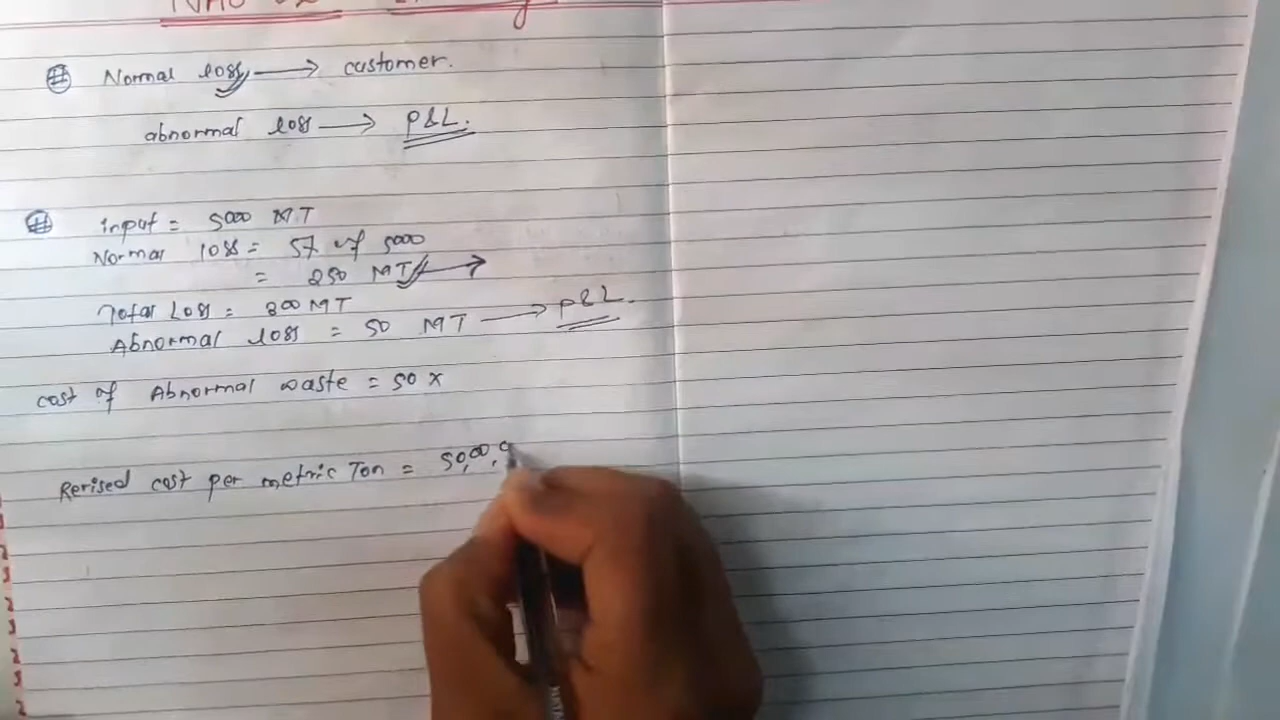 # Normal loss → customer.
abnormal loss → P&L.
# input = 5000 MT
Normal loss = 5% of 5000
= 250 MT →
Total Loss = 300 MT
Abnormal loss = 50 MT → P&L.
cost of Abnormal waste = 50 x
Revised cost per metric Ton = 50,00,0